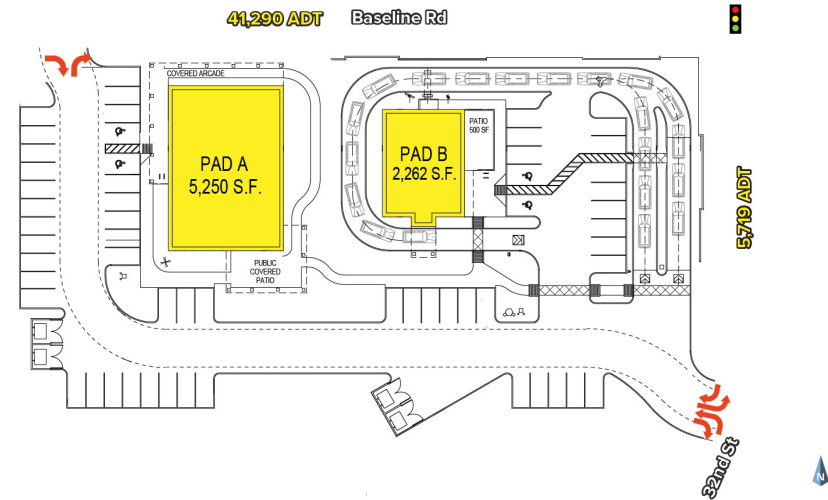 41,290 ADT Baseline Rd
COVERED ARCADE
PATIO
500 SF
PAD A
5,250 S.F.
PAD B
2,262 S.F.
5,719 ADT
PUBLIC
COVERED
PATIO
32nd St
N